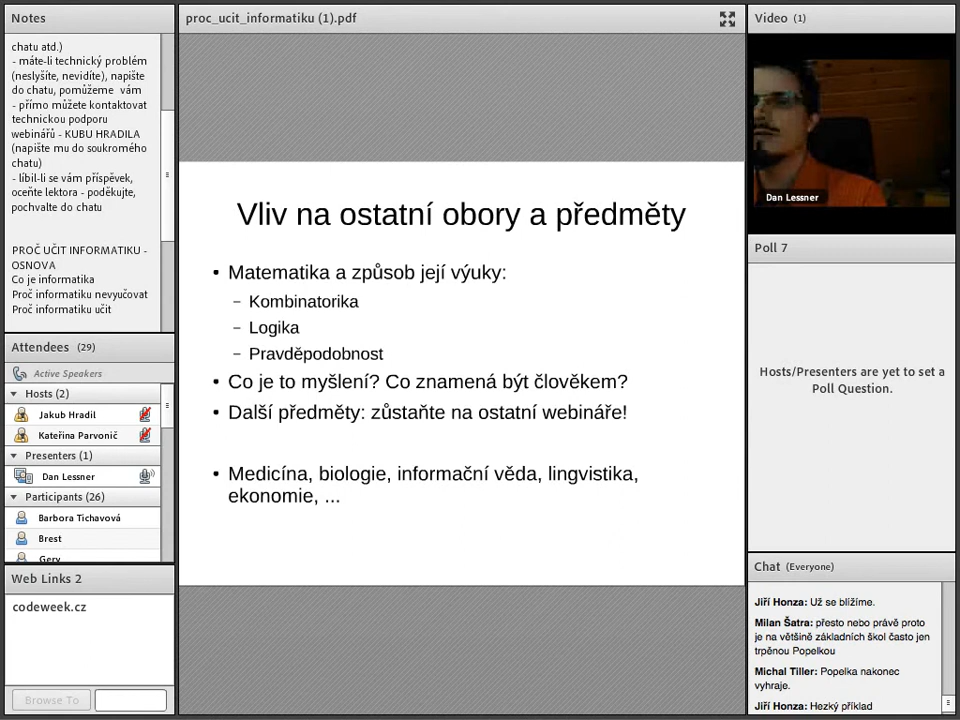 Notes
chatu atd.)
- máte-li technický problém
(neslyšíte, nevidíte), napište
do chatu, pomůžeme vám
- přímo můžete kontaktovat
technickou podporu
webinářů - KUBU HRADILA
(napište mu do soukromého
chatu)
- líbil-li se vám příspěvek,
oceňte lektora - poděkujte,
pochvalte do chatu
PROČ UČIT INFORMATIKU -
OSNOVA
Co je informatika
Proč informatiku nevyučovat
Proč informatiku učit
Attendees (29)
Active Speakers
Hosts (2)
Jakub Hradil
Kateřina Parvonič
Presenters (1)
Dan Lessner
Participants (26)
Barbora Tichavová
Brest
Gery
Web Links 2
codeweek.cz
Browse To
proc_ucit_informatiku (1).pdf
Vliv na ostatní obory a předměty
• Matematika a způsob její výuky:
– Kombinatorika
– Logika
– Pravděpodobnost
• Co je to myšlení? Co znamená být člověkem?
• Další předměty: zůstaňte na ostatní webináře!
• Medicína, biologie, informační věda, lingvistika,
ekonomie, ...
Video (1)
Dan Lessner
Poll 7
Hosts/Presenters are yet to set a
Poll Question.
Chat (Everyone)
Jiří Honza: Už se blížíme.
Milan Šatra: přesto nebo právě proto
je na většině základních škol často jen
trpěnou Popelkou
Michal Tiller: Popelka nakonec
vyhraje.
Jiří Honza: Hezký příklad